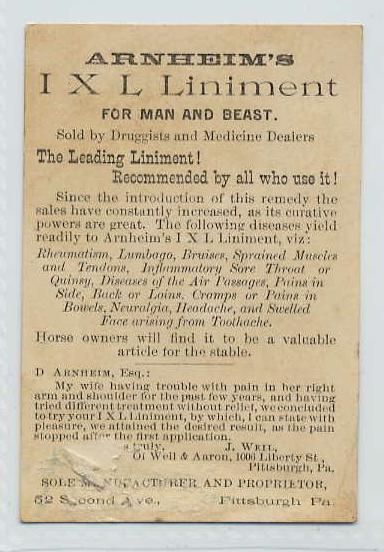 ARNHEIM'S
I X L Liniment
FOR MAN AND BEAST.
Sold by Druggists and Medicine Dealers
The Leading Liniment!
Recommended by all who use it!
Since the introduction of this remedy the
sales have constantly increased, as its curative
powers are great. The following diseases yield
readily to Arnheim's I X L Liniment, viz:
Rheumatism, Lumbago, Bruises, Sprained Muscles
and Tendons, Inflammatory Sore Throat or
Quinsy, Diseases of the Air Passages, Pains in
Side, Back or Loins. Cramps or Pains in
Bowels, Neuralgia, Headache, and Swelled
Face arising from Toothache.
Horse owners will find it to be a valuable
article for the stable.
D ARNHEIM, Esq.:
My wife having trouble with pain in her right
arm and shoulder for the past few years, and having
tried different treatment without relief, we concluded
to try your I X L Liniment, by which, I can state with
pleasure, we attained the desired result, as the pain
stopped after the first application.
J. WEIL,
Of Weil & Aaron, 1006 Liberty St,
Pittsburgh, Pa.
SOLE MANUFACTURER AND PROPRIETOR,
52 Second Ave., Pittsburgh Pa.